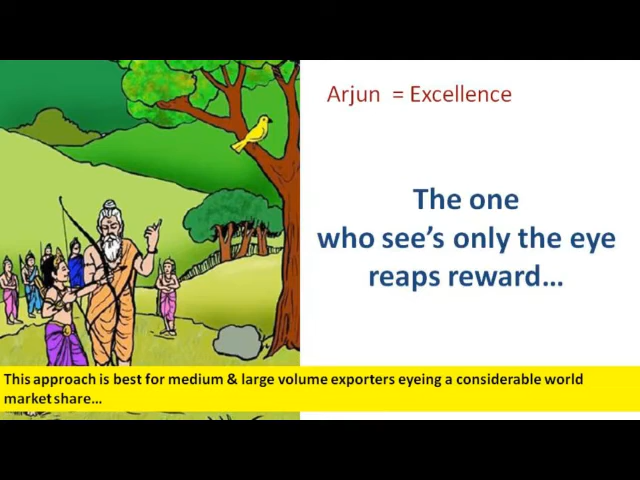 Arjun = Excellence
The one
who see's only the eye
reaps reward...
This approach is best for medium & large volume exporters eyeing a considerable world
market share...